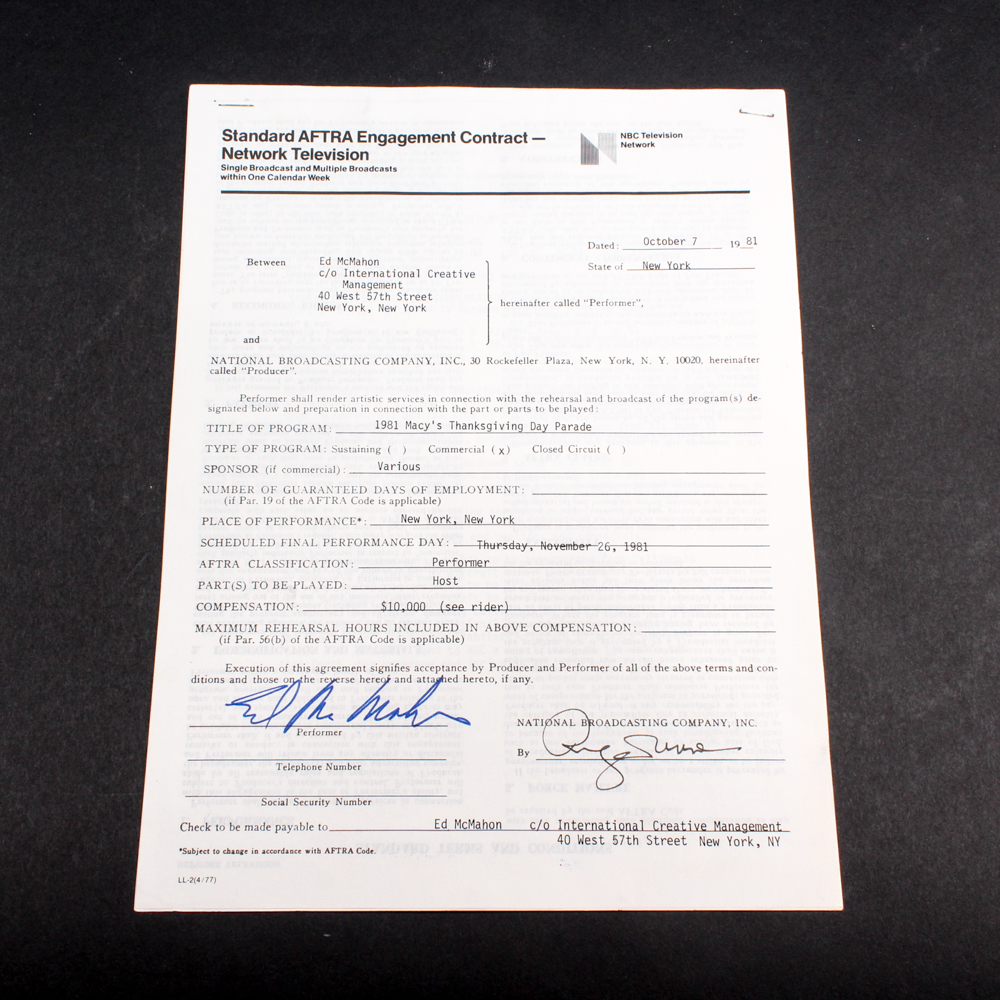 Standard AFTRA Engagement Contract —
Network Television
Single Broadcast and Multiple Broadcasts
within One Calendar Week
NBC Television
Network
Dated: October 7 19 81
State of New York
Between Ed McMahon
c/o International Creative
Management
40 West 57th Street
New York, New York
hereinafter called "Performer",
and
NATIONAL BROADCASTING COMPANY, INC., 30 Rockefeller Plaza, New York, N. Y. 10020, hereinafter
called "Producer".
Performer shall render artistic services in connection with the rehearsal and broadcast of the program(s) de-
signated below and preparation in connection with the part or parts to be played:
TITLE OF PROGRAM: 1981 Macy's Thanksgiving Day Parade
TYPE OF PROGRAM: Sustaining ( ) Commercial (x) Closed Circuit ( )
SPONSOR (if commercial): Various
NUMBER OF GUARANTEED DAYS OF EMPLOYMENT:
(if Par. 19 of the AFTRA Code is applicable)
PLACE OF PERFORMANCE*: New York, New York
SCHEDULED FINAL PERFORMANCE DAY: Thursday, November 26, 1981
AFTRA CLASSIFICATION: Performer
PART(S) TO BE PLAYED: Host
COMPENSATION: $10,000 (see rider)
MAXIMUM REHEARSAL HOURS INCLUDED IN ABOVE COMPENSATION:
(if Par. 56(b) of the AFTRA Code is applicable)
Execution of this agreement signifies acceptance by Producer and Performer of all of the above terms and con-
ditions and those on the reverse hereof and attached hereto, if any.
Ed McMahon
Performer
NATIONAL BROADCASTING COMPANY, INC.
By
Telephone Number
Social Security Number
Check to be made payable to Ed McMahon c/o International Creative Management
40 West 57th Street New York, NY
*Subject to change in accordance with AFTRA Code.
LL-2(4/77)